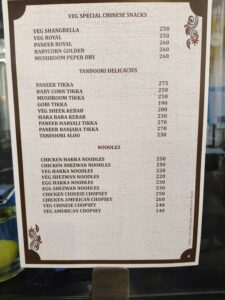 VEG SPECIAL CHINESE SNACKS
VEG SHANGRELLA 250
VEG ROYAL 250
PANEER ROYAL 260
BABYCORN GOLDEN 260
MUSHROOM PEPER DRY 260
TANDOORI DELICACIES
PANEER TIKKA 275
BABY CORN TIKKA 250
MUSHROOM TIKKA 250
GOBI TIKKA 190
VEG SHEEK KEBAB 200
HARA BARA KEBAB 230
PANEER HARYALI TIKKA 270
PANEER BANJARA TIKKA 270
TANDOORI ALOO 230
NOODLES
CHICKEN HAKKA NOODLES 250
CHICKEN SHEZWAN NOODLES 250
VEG HAKKA NOODLES 220
VEG SHEZWAN NOODLES 220
EGG HAKKA NOODLES 230
EGG SHEZWAN NOODLES 230
CHICKEN CHINESE CHOPSEY 250
CHICKEN AMERICAN CHOPSEY 260
VEG CHINESE CHOPSEY 240
VEG AMERICAN CHOPSEY 240
4